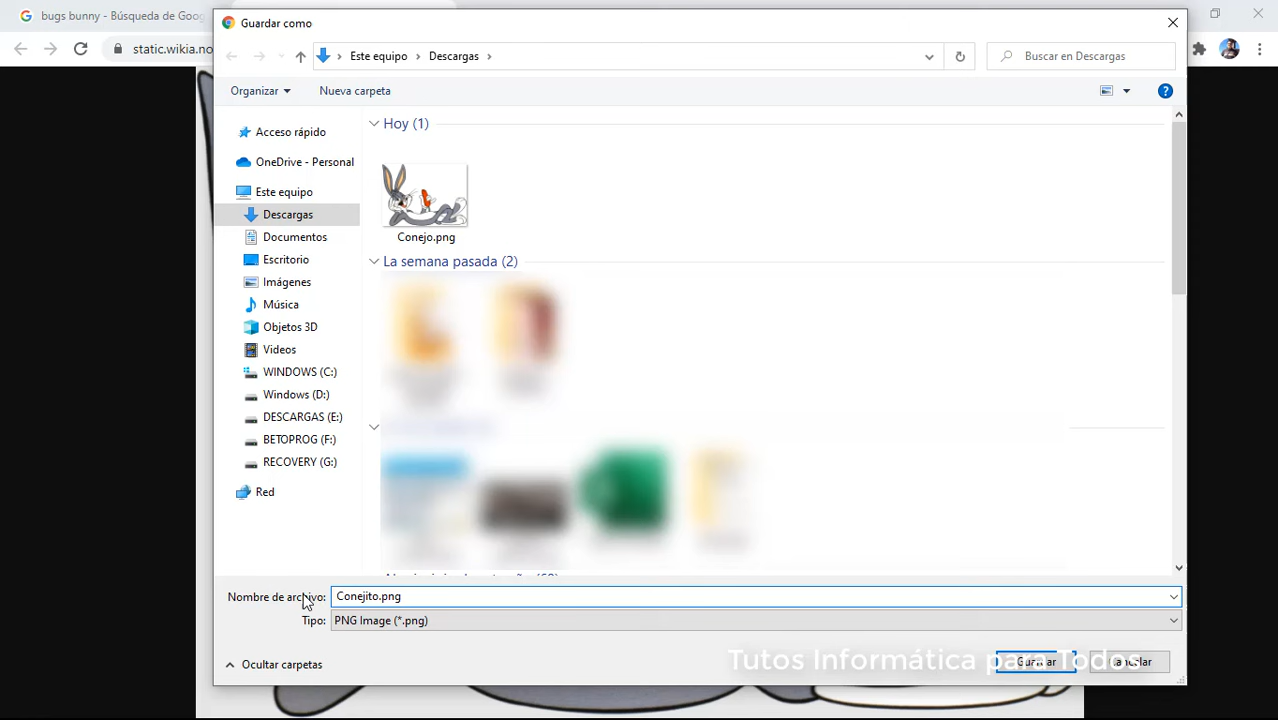 bugs bunny - Búsqueda de Goog
Guardar como
static.wikia.no
Este equipo
Descargas
Buscar en Descargas
Organizar
Nueva carpeta
Acceso rápido
OneDrive - Personal
Este equipo
Descargas
Documentos
Escritorio
Imágenes
Música
Objetos 3D
Videos
WINDOWS (C:)
Windows (D:)
DESCARGAS (E:)
BETOPROG (F:)
RECOVERY (G:)
Red
Hoy (1)
Conejo.png
La semana pasada (2)
Nombre de archivo: Conejito.png
Tipo: PNG Image (*.png)
Ocultar carpetas
Guardar
Cancelar
Tutos Informática para Todos